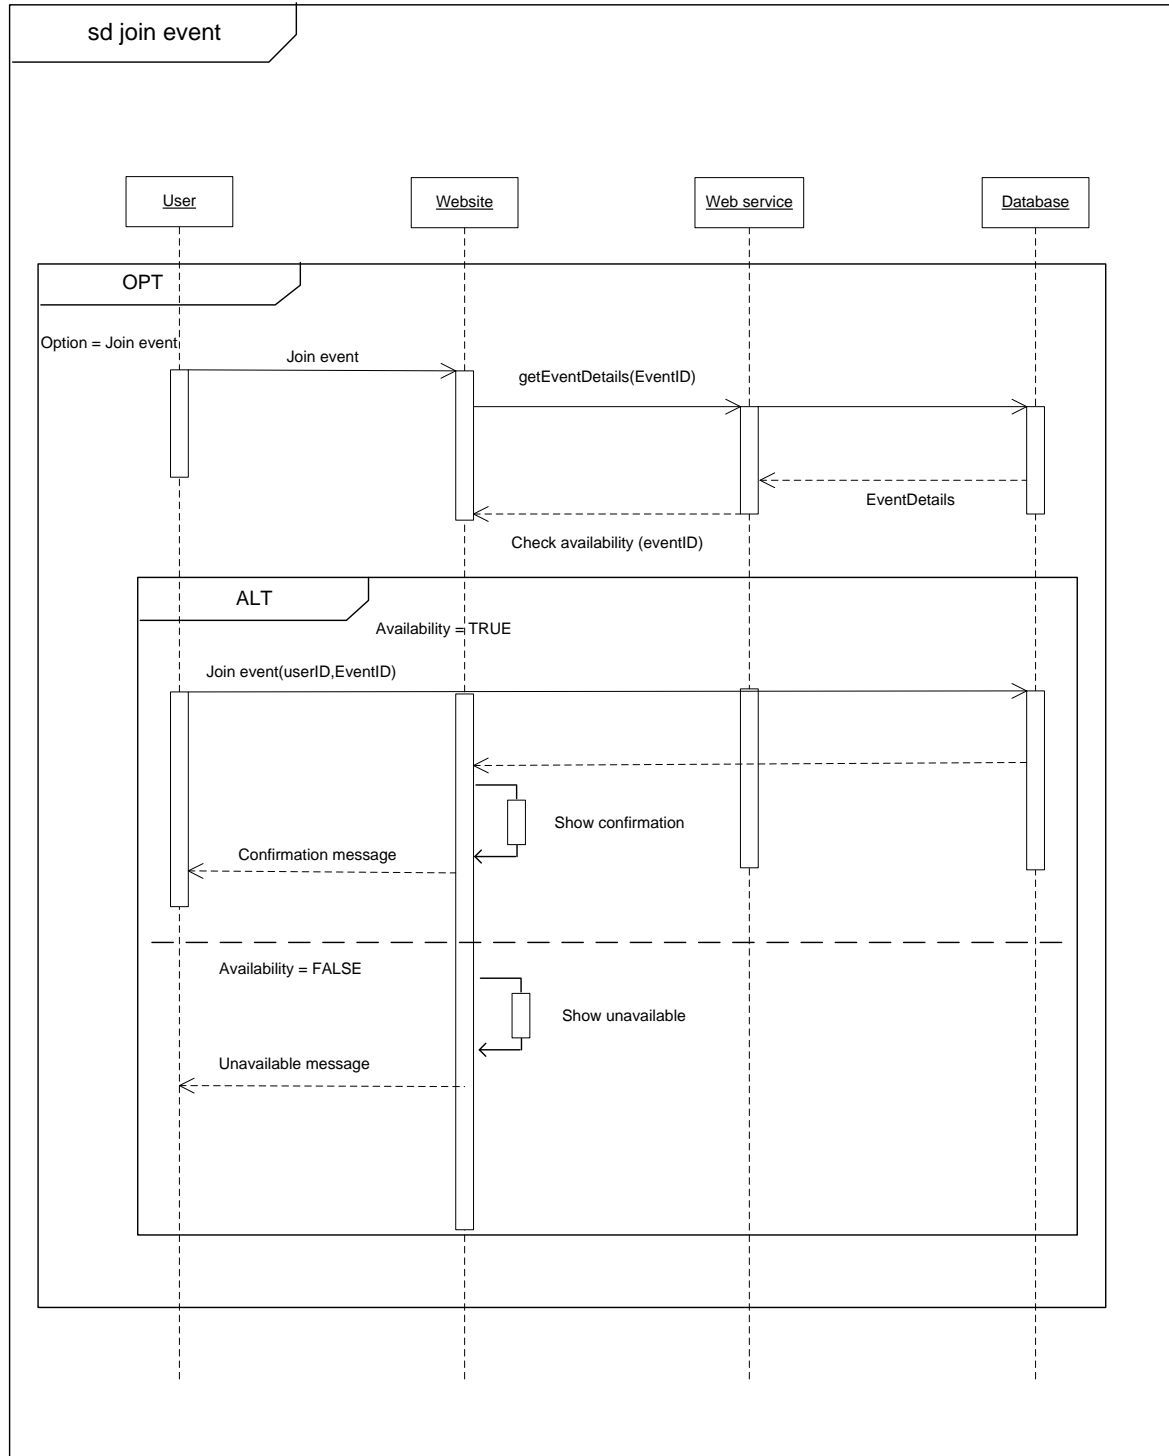 sd join event
User
Website
Web service
Database
OPT
Option = Join event
Join event
getEventDetails(EventID)
EventDetails
Check availability (eventID)
ALT
Availability = TRUE
Join event(userID,EventID)
Show confirmation
Confirmation message
Availability = FALSE
Show unavailable
Unavailable message